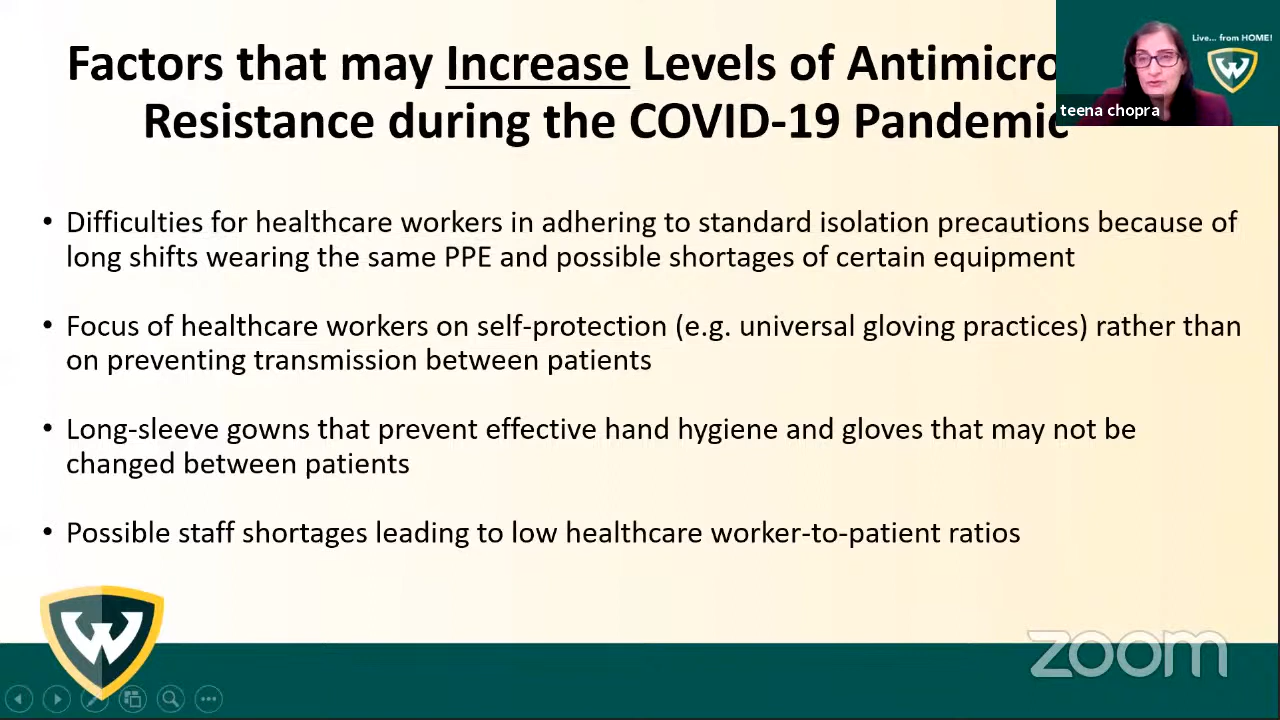 Factors that may Increase Levels of Antimicro
Resistance during the COVID-19 Pandemic
Live... from HOME!
W
teena chopra
• Difficulties for healthcare workers in adhering to standard isolation precautions because of
long shifts wearing the same PPE and possible shortages of certain equipment
• Focus of healthcare workers on self-protection (e.g. universal gloving practices) rather than
on preventing transmission between patients
• Long-sleeve gowns that prevent effective hand hygiene and gloves that may not be
changed between patients
• Possible staff shortages leading to low healthcare worker-to-patient ratios
W
zoom